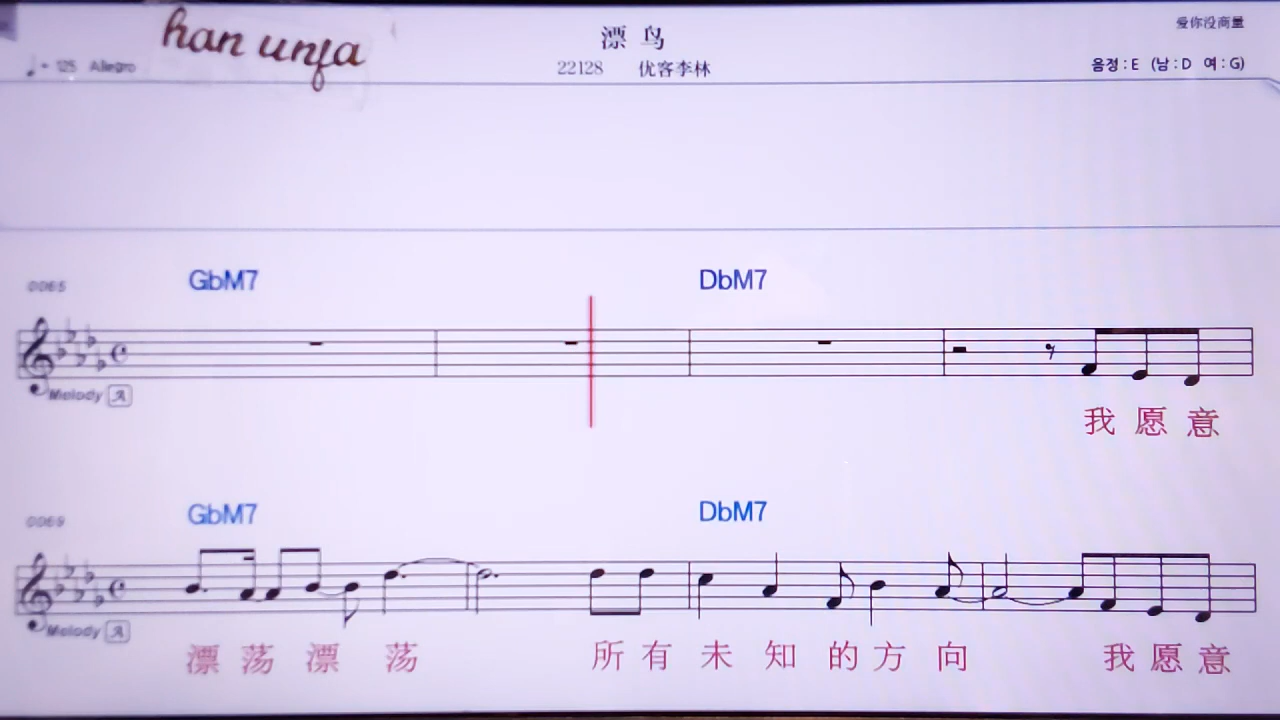 han unfa
漂 鸟
爱你没商量
♩= 125 Allegro
22128 优客李林
음정 : E (남 : D 여 : G)
GbM7 DbM7
0065
Melody
我 愿 意
GbM7 DbM7
0069
Melody
漂 荡 漂 荡 所 有 未 知 的 方 向 我 愿 意